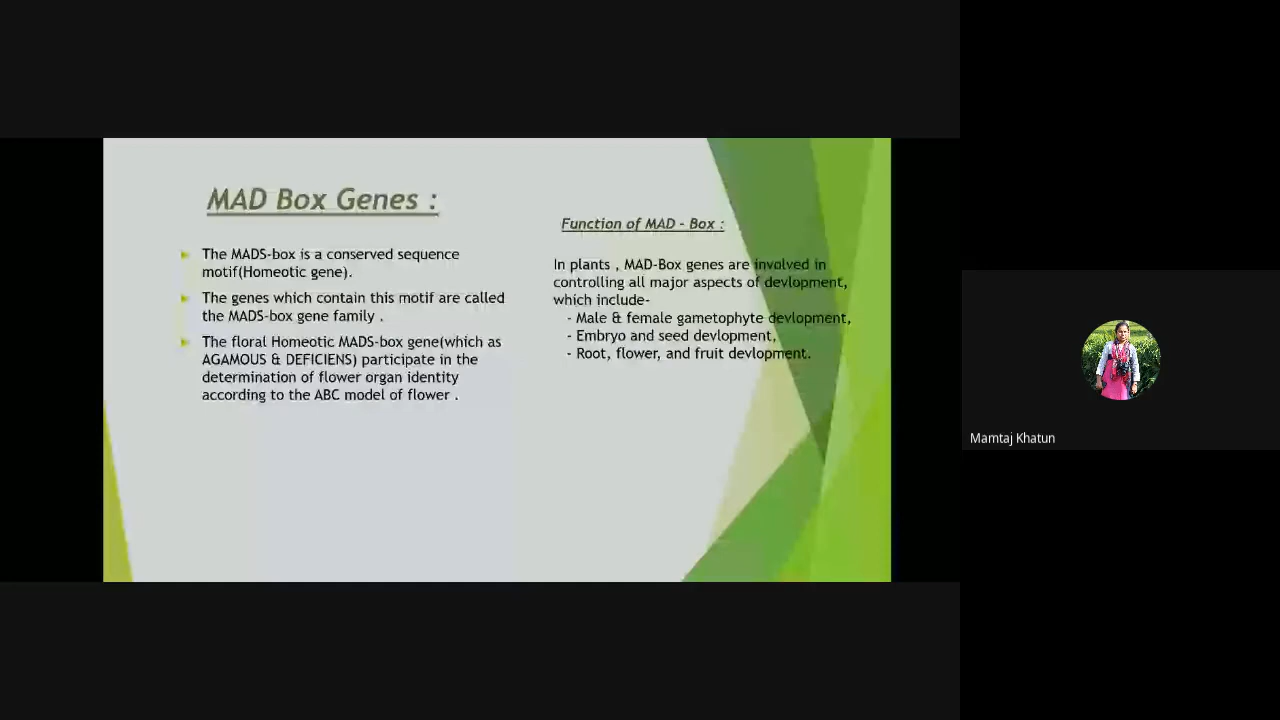 MAD Box Genes :
The MADS-box is a conserved sequence
motif(Homeotic gene).
The genes which contain this motif are called
the MADS-box gene family .
The floral Homeotic MADS-box gene(which as
AGAMOUS & DEFICIENS) participate in the
determination of flower organ identity
according to the ABC model of flower .
Function of MAD - Box :
In plants , MAD-Box genes are involved in
controlling all major aspects of devlopment,
which include-
- Male & female gametophyte devlopment,
- Embryo and seed devlopment,
- Root, flower, and fruit devlopment.
Mamtaj Khatun